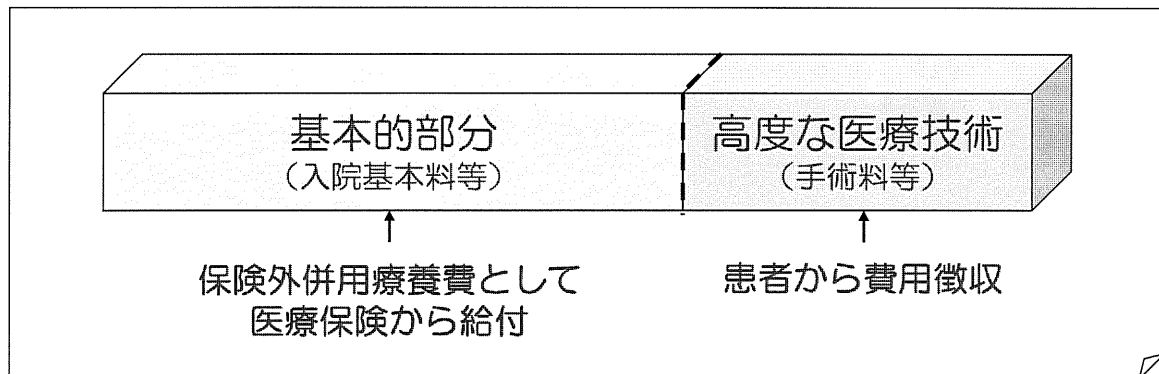 基本的部分
（入院基本料等）
高度な医療技術
（手術料等）
保険外併用療養費として
医療保険から給付
患者から費用徴収